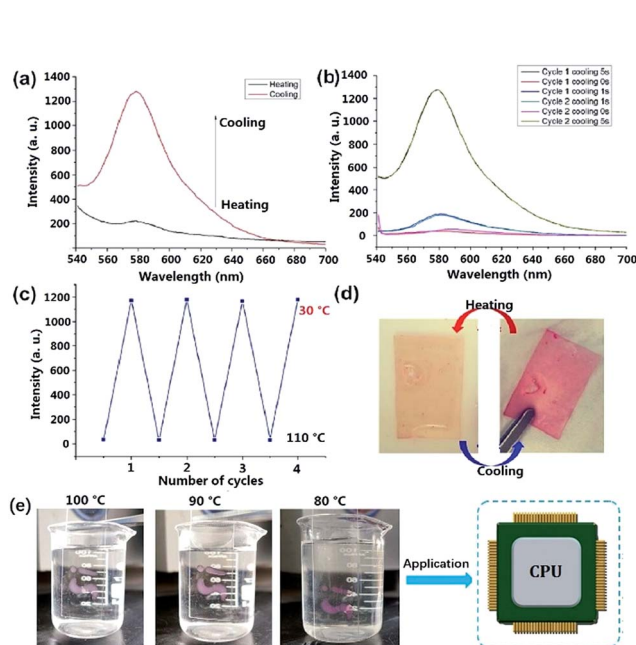 (a)
1400
1200
1000
800
600
400
200
Intensity (a. u.)
Heating
Cooling
Cooling
Heating
540 560 580 600 620 640 660 680 700
Wavelength (nm)
(b)
1400
1200
1000
800
600
400
200
0
Intensity (a. u.)
Cycle 1 cooling 5s
Cycle 1 cooling 0s
Cycle 1 cooling 1s
Cycle 2 cooling 1s
Cycle 2 cooling 0s
Cycle 2 cooling 5s
540 560 580 600 620 640 660 680 700
Wavelength (nm)
(c)
1200
1000
800
600
400
200
0
Intensity (a. u.)
30 °C
110 °C
1 2 3 4
Number of cycles
(d)
Heating
Cooling
(e)
100 °C 90 °C 80 °C
Application
CPU